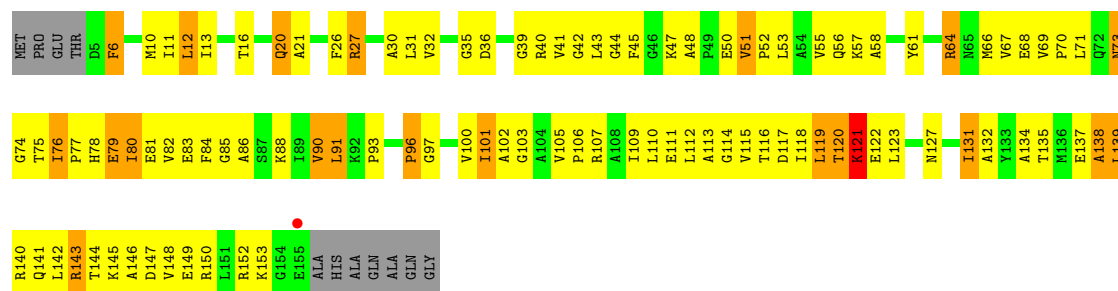 MET PRO GLU THR D5 F6 M10 I11 L12 I13 T16 Q20 A21 F26 R27 A30 L31 V32 G35 D36 G39 R40 V41 G42 L43 G44 F45 G46 K47 A48 P49 E50 V51 P52 L53 A54 V55 Q56 K57 A58 Y61 R64 N65 M66 V67 E68 V69 P70 L71 Q72 N73
G74 T75 I76 P77 H78 E79 I80 E81 V82 E83 F84 G85 A86 S87 K88 I89 V90 L91 K92 P93 P96 G97 V100 I101 A102 G103 A104 V105 P106 R107 A108 I109 L110 E111 L112 A113 G114 V115 T116 D117 I118 L119 T120 K121 E122 L123 N127 I131 A132 Y133 A134 T135 M136 E137 A138 L139
R140 Q141 L142 R143 T144 K145 A146 D147 V148 E149 R150 L151 R152 K153 G154 E155 ALA HIS ALA GLN ALA GLN GLY